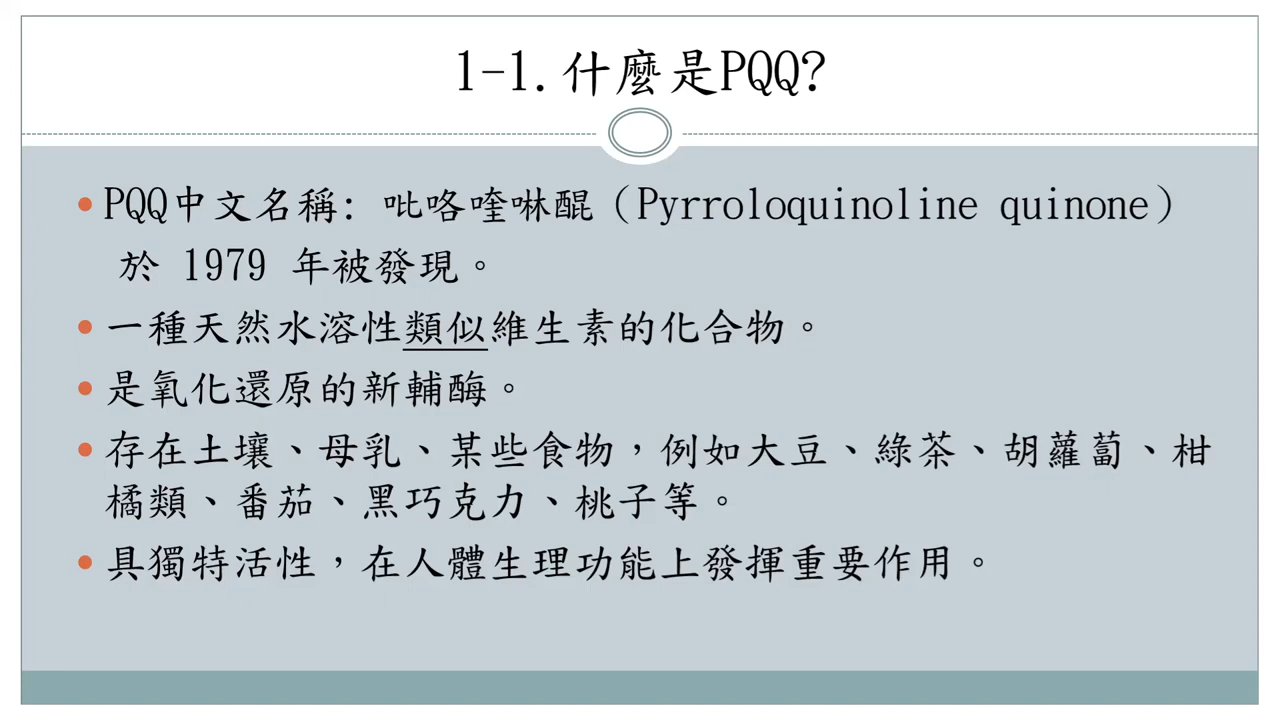 1-1.什麼是PQQ?
•PQQ中文名稱: 吡咯喹啉醌（Pyrroloquinoline quinone）
於 1979 年被發現。
•一種天然水溶性類似維生素的化合物。
•是氧化還原的新輔酶。
•存在土壤、母乳、某些食物，例如大豆、綠茶、胡蘿蔔、柑
橘類、番茄、黑巧克力、桃子等。
•具獨特活性，在人體生理功能上發揮重要作用。